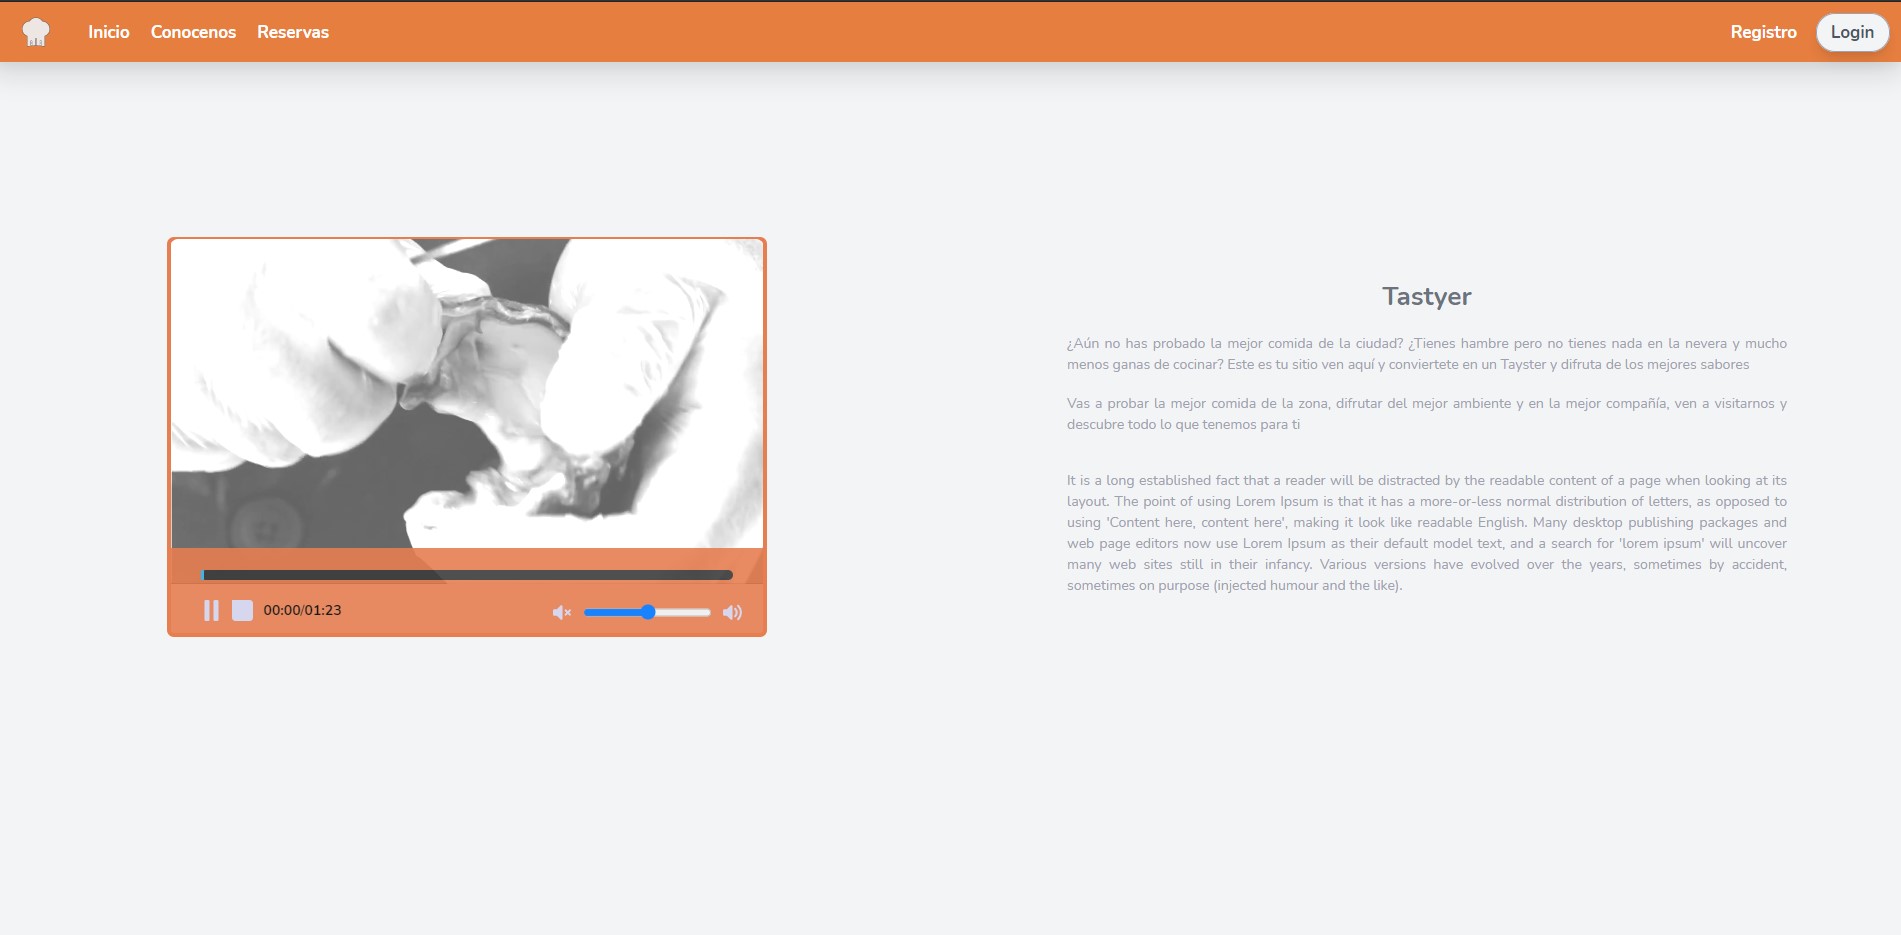 Inicio Conocenos Reservas Registro Login
Tastyer
¿Aún no has probado la mejor comida de la ciudad? ¿Tienes hambre pero no tienes nada en la nevera y mucho
menos ganas de cocinar? Este es tu sitio ven aquí y conviertete en un Tayster y difruta de los mejores sabores
Vas a probar la mejor comida de la zona, difrutar del mejor ambiente y en la mejor compañía, ven a visitarnos y
descubre todo lo que tenemos para ti
It is a long established fact that a reader will be distracted by the readable content of a page when looking at its
layout. The point of using Lorem Ipsum is that it has a more-or-less normal distribution of letters, as opposed to
using 'Content here, content here', making it look like readable English. Many desktop publishing packages and
web page editors now use Lorem Ipsum as their default model text, and a search for 'lorem ipsum' will uncover
many web sites still in their infancy. Various versions have evolved over the years, sometimes by accident,
sometimes on purpose (injected humour and the like).
00:00/01:23